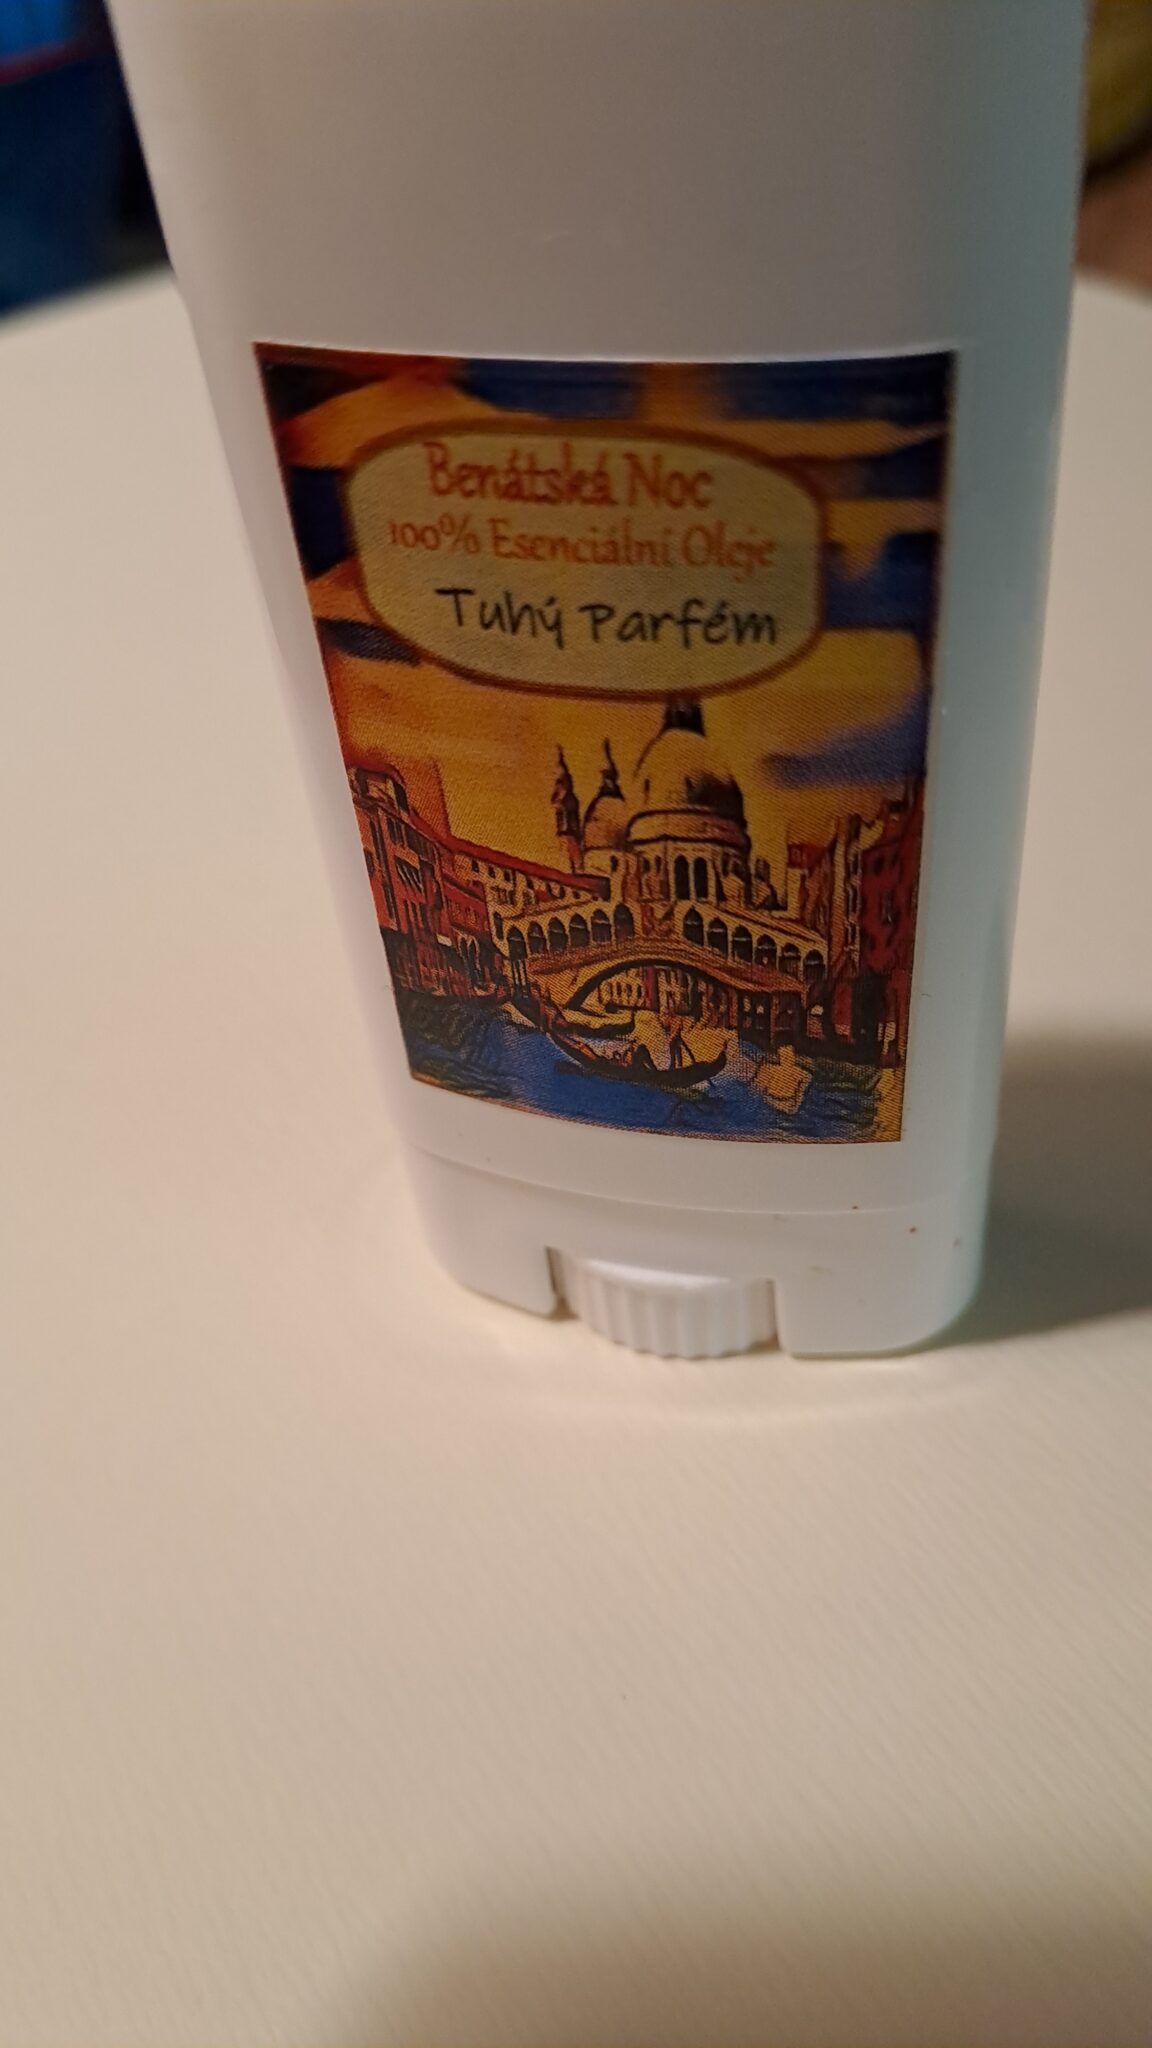 Benátská Noc
100% Esenciální Oleje
Tuhý Parfém